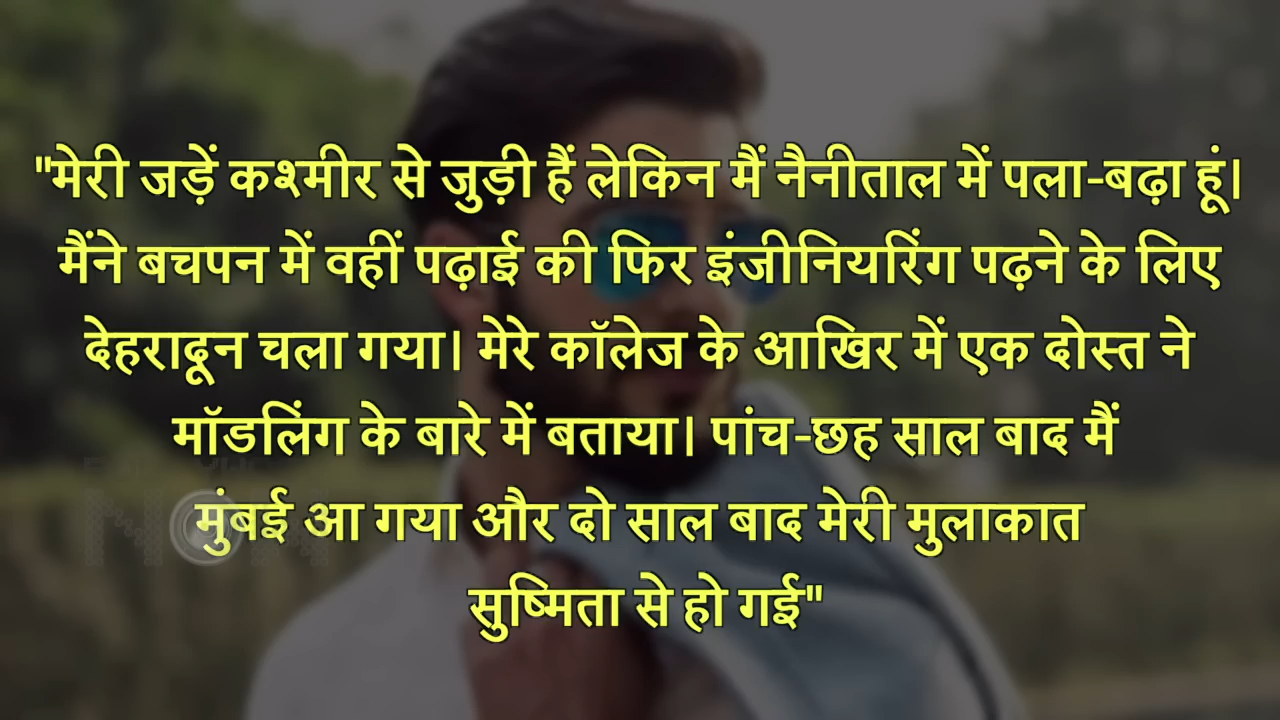 "मेरी जड़ें कश्मीर से जुड़ी हैं लेकिन मैं नैनीताल में पला-बढ़ा हूं।
मैंने बचपन में वहीं पढ़ाई की फिर इंजीनियरिंग पढ़ने के लिए
देहरादून चला गया। मेरे कॉलेज के आखिर में एक दोस्त ने
मॉडलिंग के बारे में बताया। पांच-छह साल बाद मैं
मुंबई आ गया और दो साल बाद मेरी मुलाकात
सुष्मिता से हो गई"